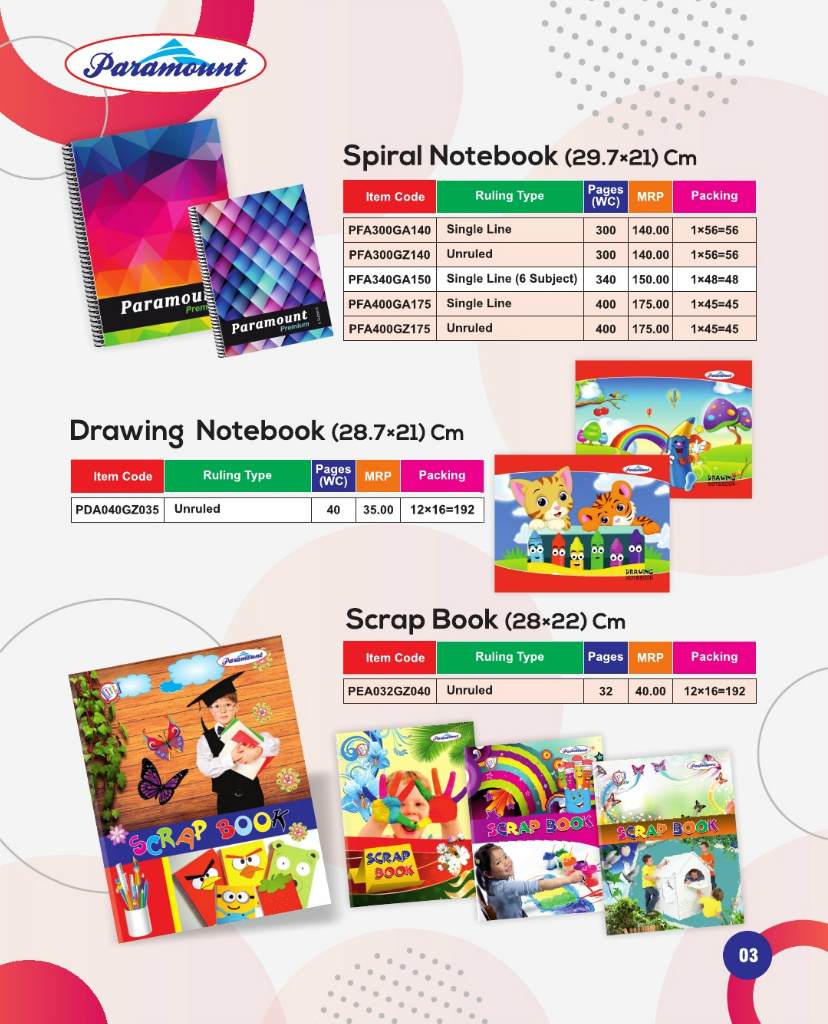 Paramount
Spiral Notebook (29.7×21) Cm
Item Code Ruling Type Pages (WC) MRP Packing
PFA300GA140 Single Line 300 140.00 1×56=56
PFA300GZ140 Unruled 300 140.00 1×56=56
PFA340GA150 Single Line (6 Subject) 340 150.00 1×48=48
PFA400GA175 Single Line 400 175.00 1×45=45
PFA400GZ175 Unruled 400 175.00 1×45=45
Paramou
Prem
Paramount
Premium
Paramount
DRAWING
NOTEBOOK
Drawing Notebook (28.7×21) Cm
Item Code Ruling Type Pages (WC) MRP Packing
PDA040GZ035 Unruled 40 35.00 12×16=192
Paramount
DRAWING
NOTEBOOK
Scrap Book (28×22) Cm
Item Code Ruling Type Pages MRP Packing
PEA032GZ040 Unruled 32 40.00 12×16=192
Paramount
SCRAP BOOK
Paramount
SCRAP
BOOK
Paramount
SCRAP BOOK
Paramount
SCRAP BOOK
03